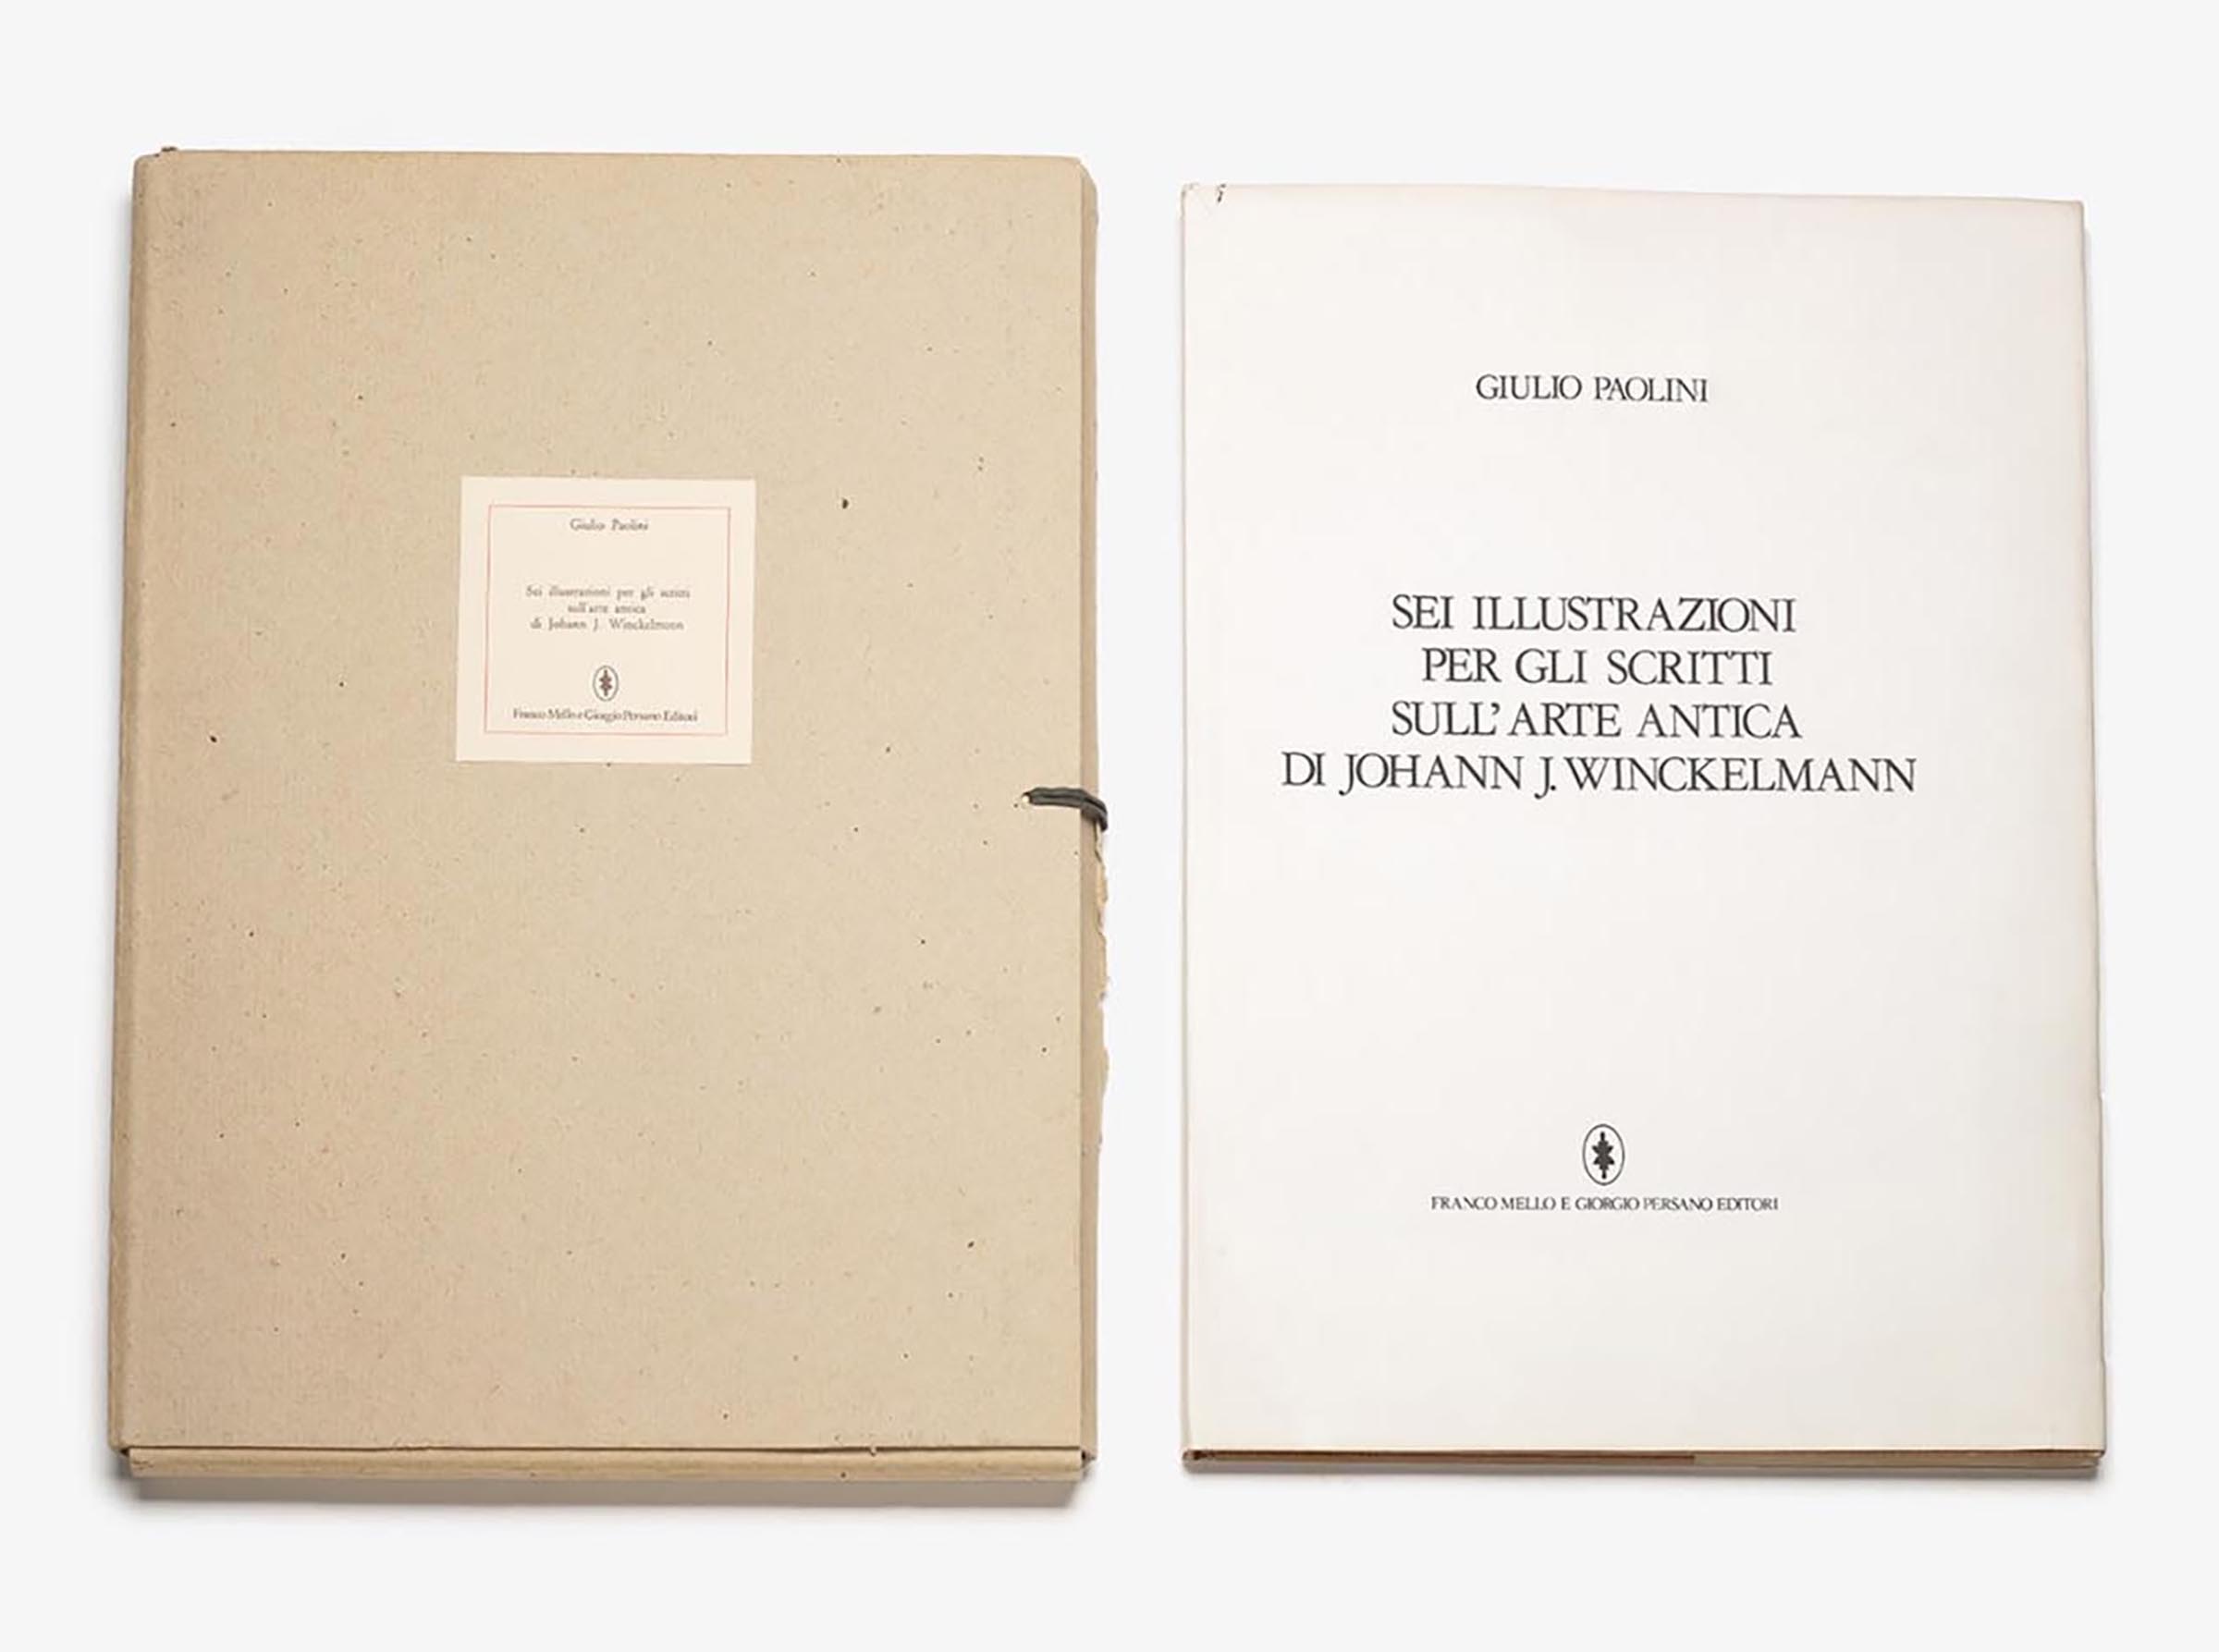 Giulio Paolini
Sei illustrazioni per gli scritti
sull'arte antica
di Johann J. Winckelmann
Franco Mello e Giorgio Persano Editori
GIULIO PAOLINI
SEI ILLUSTRAZIONI
PER GLI SCRITTI
SULL'ARTE ANTICA
DI JOHANN J. WINCKELMANN
FRANCO MELLO E GIORGIO PERSANO EDITORI